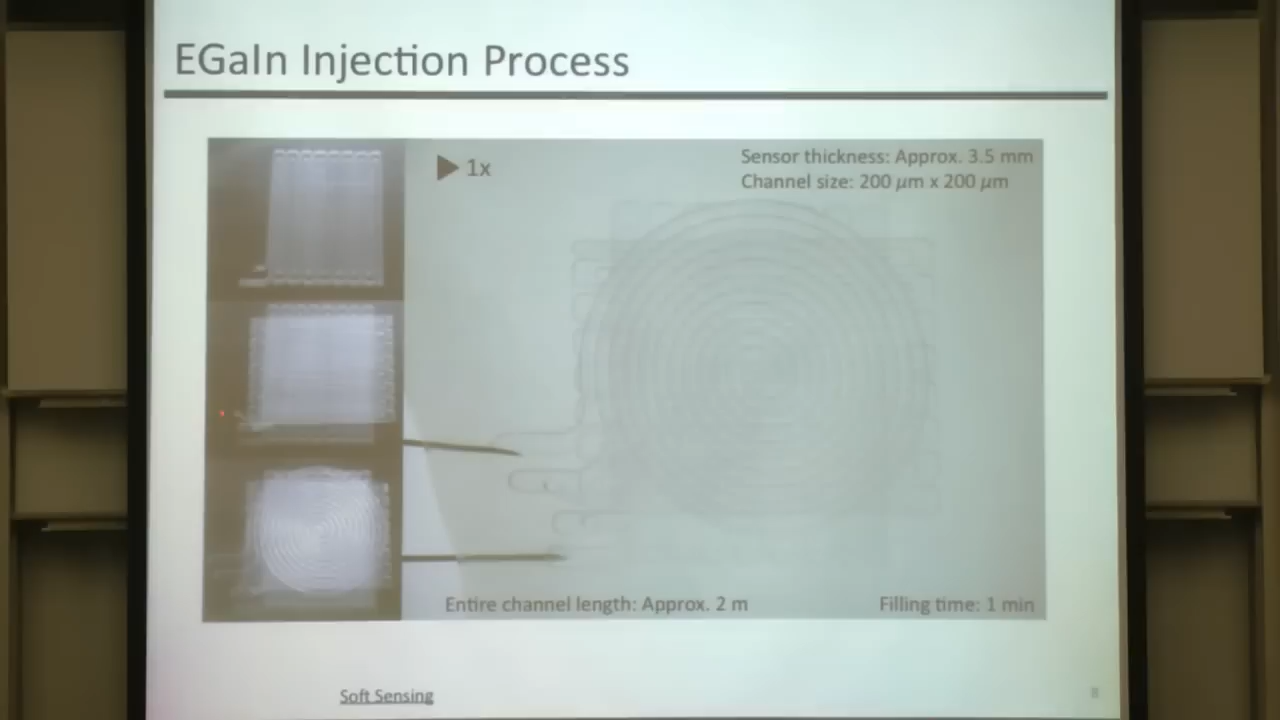 EGaIn Injection Process
1x
Sensor thickness: Approx. 3.5 mm
Channel size: 200 μm x 200 μm
Entire channel length: Approx. 2 m
Filling time: 1 min
Soft Sensing
8